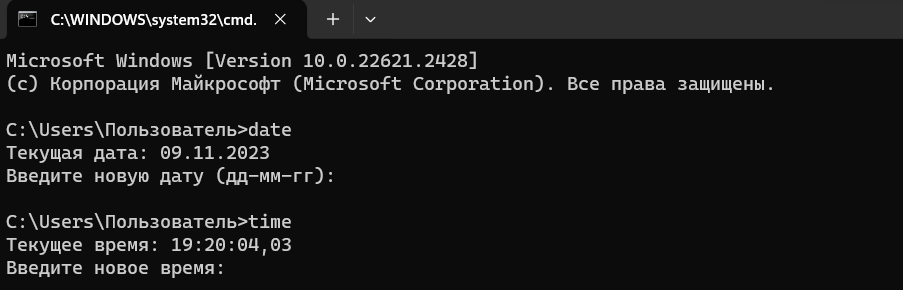 C:\WINDOWS\system32\cmd.
Microsoft Windows [Version 10.0.22621.2428]
(c) Корпорация Майкрософт (Microsoft Corporation). Все права защищены.
C:\Users\Пользователь>date
Текущая дата: 09.11.2023
Введите новую дату (дд-мм-гг):
C:\Users\Пользователь>time
Текущее время: 19:20:04,03
Введите новое время: